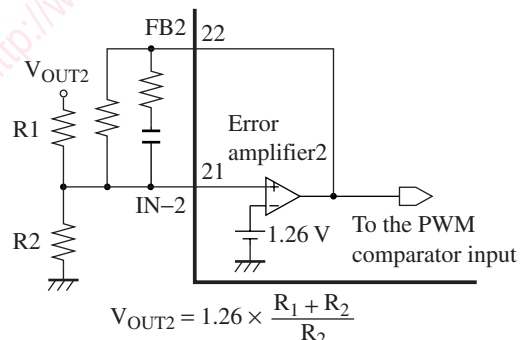 http://w
FB2
22
VOUT2
R1
Error
amplifier2
21
+
−
IN−2
R2
1.26 V
To the PWM
comparator input
VOUT2 = 1.26 × R1 + R2
R2